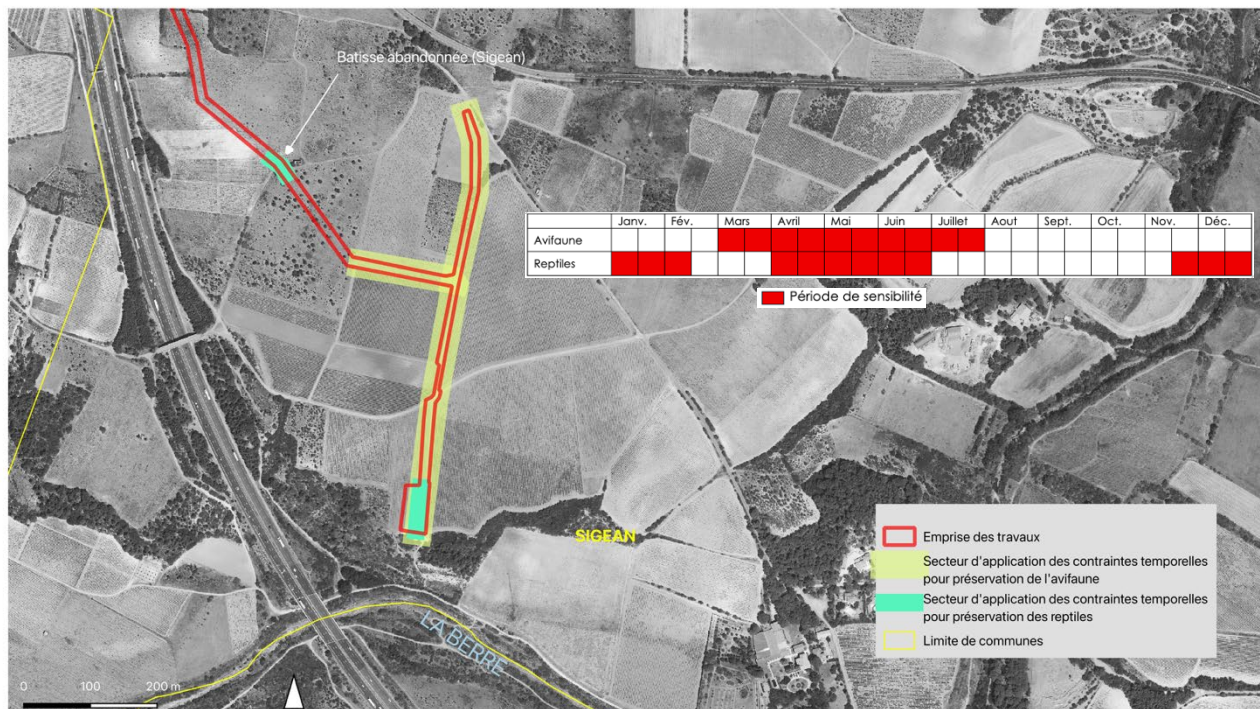 Batisse abandonnée (Sigean)
Janv. Fév. Mars Avril Mai Juin Juillet Aout Sept. Oct. Nov. Déc.
Avifaune
Reptiles
Période de sensibilité
SIGEAN
Emprise des travaux
Secteur d'application des contraintes temporelles
pour préservation de l'avifaune
Secteur d'application des contraintes temporelles
pour préservation des reptiles
Limite de communes
LA BERRE
0 100 200 m